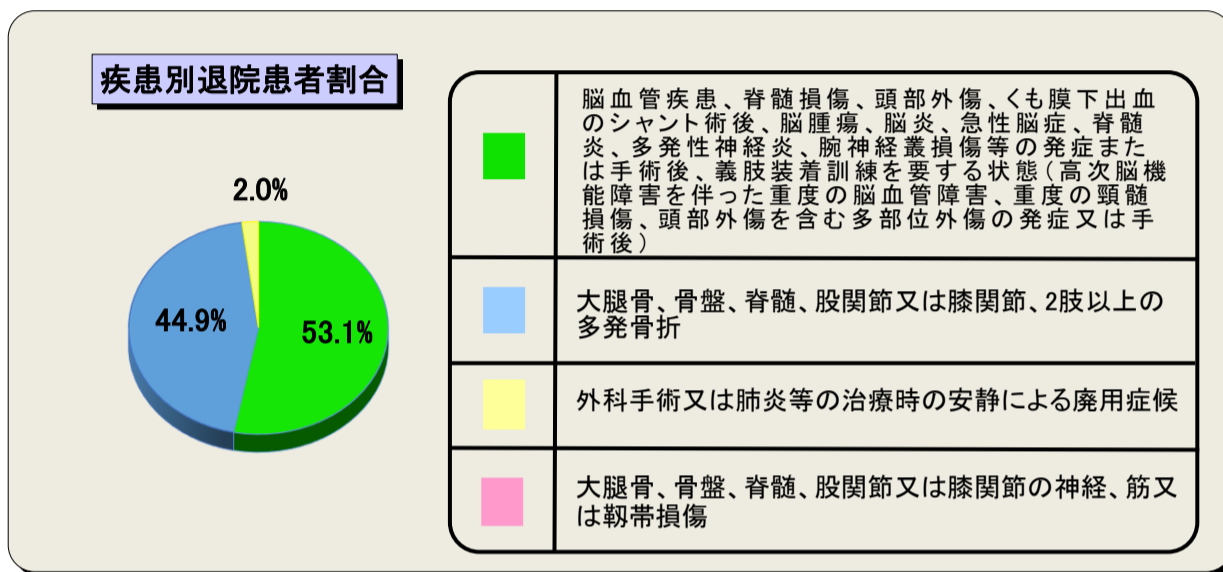 疾患別退院患者割合
2.0%
44.9%
53.1%
脳血管疾患、脊髄損傷、頭部外傷、くも膜下出血
のシャント術後、脳腫瘍、脳炎、急性脳症、脊髄
炎、多発性神経炎、腕神経叢損傷等の発症また
は手術後、義肢装着訓練を要する状態(高次脳機
能障害を伴った重度の脳血管障害、重度の頸髄
損傷、頭部外傷を含む多部位外傷の発症又は手
術後)
大腿骨、骨盤、脊髄、股関節又は膝関節、2肢以上の
多発骨折
外科手術又は肺炎等の治療時の安静による廃用症候
大腿骨、骨盤、脊髄、股関節又は膝関節の神経、筋又
は靱帯損傷